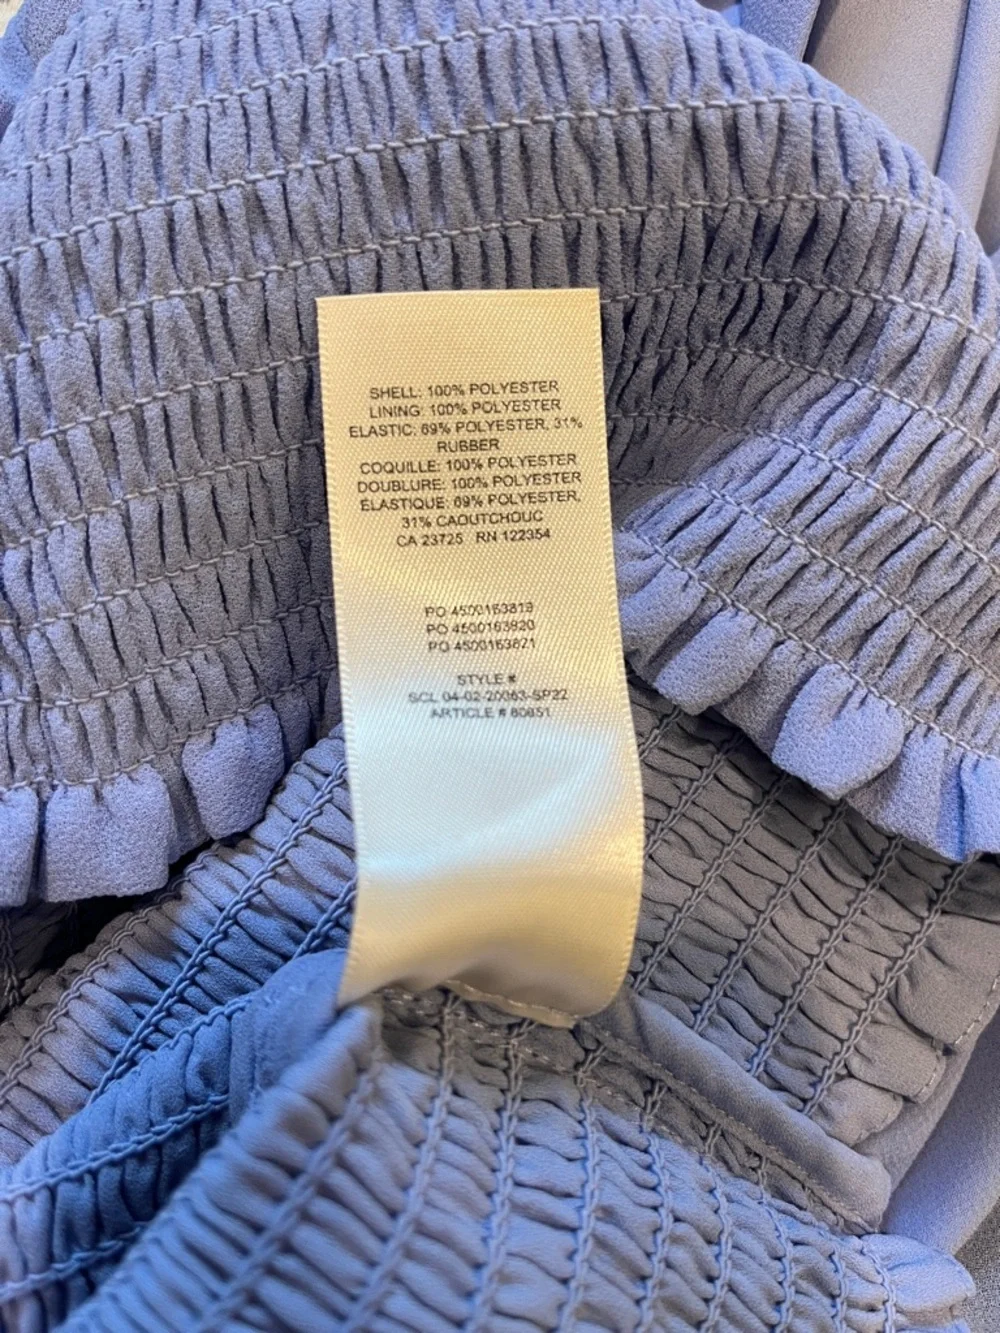 SHELL: 100% POLYESTER
LINING: 100% POLYESTER
ELASTIC: 69% POLYESTER, 31%
RUBBER
COQUILLE: 100% POLYESTER
DOUBLURE: 100% POLYESTER
ELASTIQUE: 69% POLYESTER,
31% CAOUTCHOUC
CA 23725 RN 122354
PO 4500163819
PO 4500163820
PO 4500163821
STYLE #
SCL 04-02-20063-SP22
ARTICLE # 80651